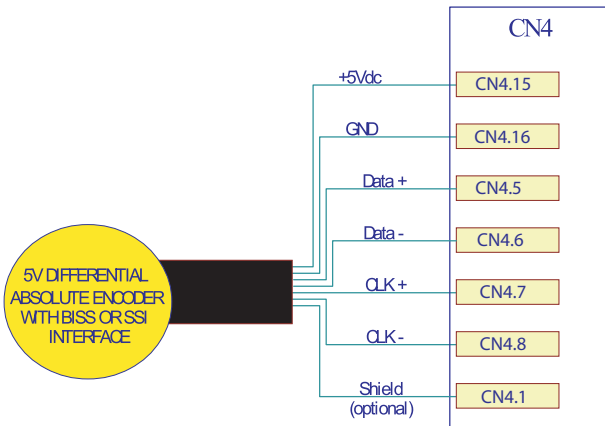 CN4
+5Vdc
CN4.15
GND
CN4.16
Data +
CN4.5
Data -
CN4.6
5V DIFFERENTIAL
ABSOLUTE ENCODER
WITH BISS OR SSI
INTERFACE
CLK +
CN4.7
CLK -
CN4.8
Shield
(optional)
CN4.1